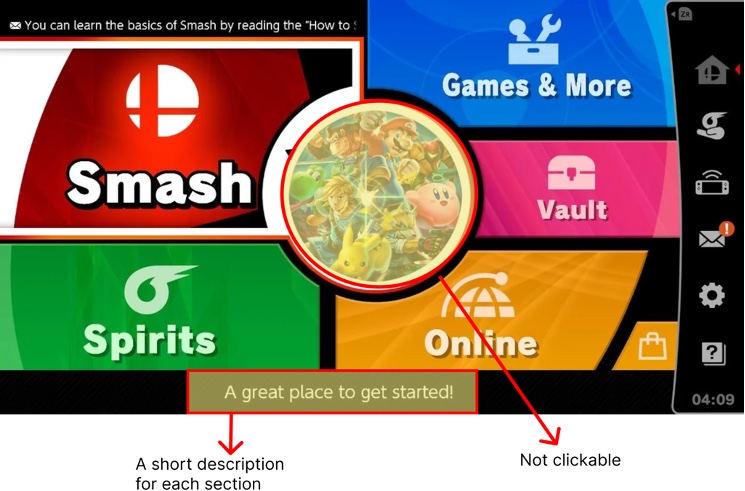 You can learn the basics of Smash by reading the "How to
ZR
Games & More
Smash
Vault
!
Spirits
Online
?
A great place to get started!
04:09
A short description
for each section
Not clickable